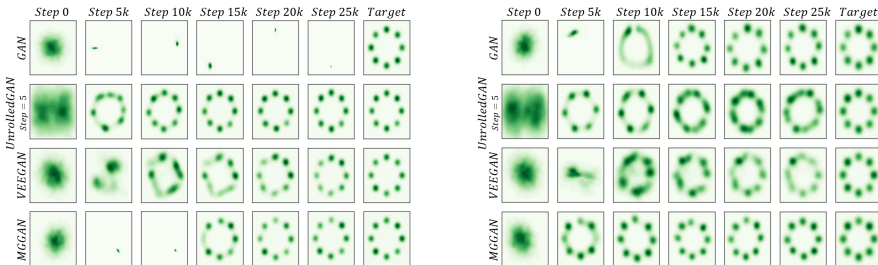 Step 0 Step 5k Step 10k Step 15k Step 20k Step 25k Target
GAN
UnrolledGAN
Step = 5
VEEGAN
MGGAN
Step 0 Step 5k Step 10k Step 15k Step 20k Step 25k Target
GAN
UnrolledGAN
Step = 5
VEEGAN
MGGAN